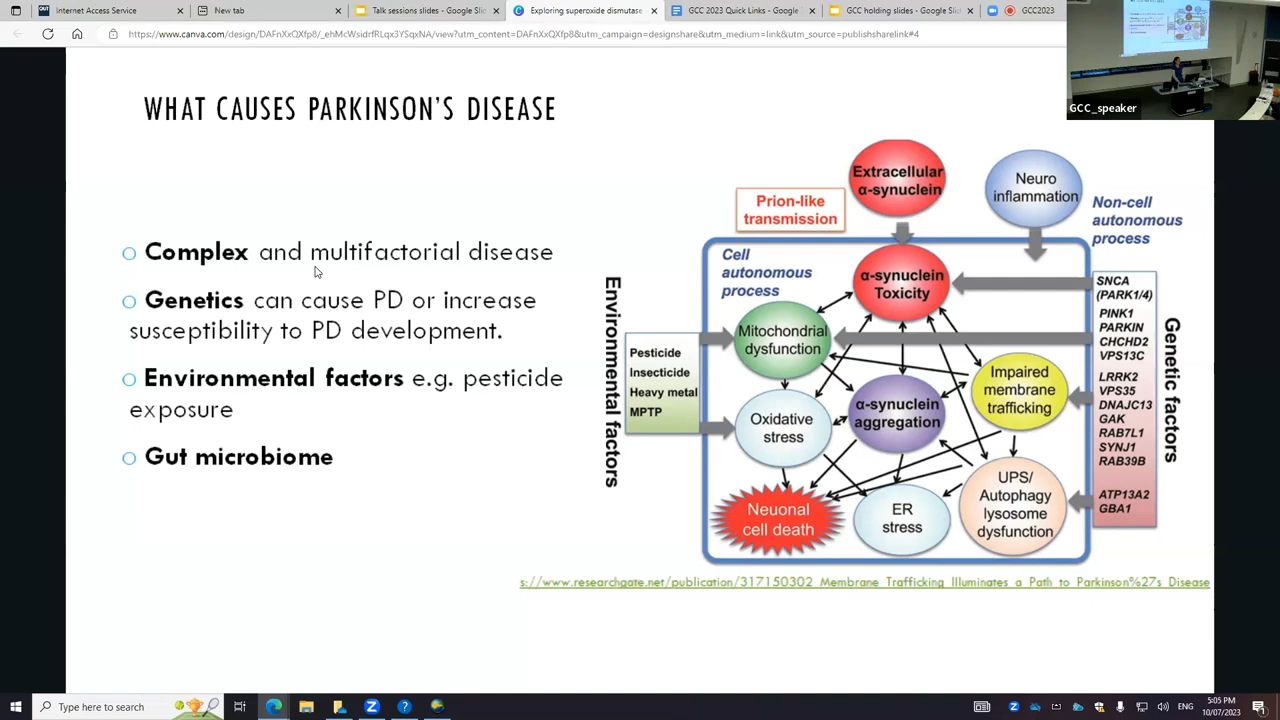 Internet Access Service
New tab
Talk sessions slides - Google Sli
Exploring superoxide dismutase
GCC 2023 Quick Links - Google D
GCC holding slides - Google Slid
GCC2023
https://www.canva.com/design/DAFnXxQXfp8/_ehMcWsidrfRLqx3YSqxNA/view?utm_content=DAFnXxQXfp8&utm_campaign=designshare&utm_medium=link&utm_source=publishsharelink#4
GCC_speaker
WHAT CAUSES PARKINSON'S DISEASE
Complex and multifactorial disease
Genetics can cause PD or increase
susceptibility to PD development.
Environmental factors e.g. pesticide
exposure
Gut microbiome
Extracellular
α-synuclein
Neuro
inflammation
Prion-like
transmission
Non-cell
autonomous
process
Cell
autonomous
process
α-synuclein
Toxicity
Mitochondrial
dysfunction
Impaired
membrane
trafficking
Oxidative
stress
α-synuclein
aggregation
Neuonal
cell death
ER
stress
UPS/
Autophagy
lysosome
dysfunction
Environmental factors
Pesticide
Insecticide
Heavy metal
MPTP
SNCA
(PARK1/4)
PINK1
PARKIN
CHCHD2
VPS13C
LRRK2
VPS35
DNAJC13
GAK
RAB7L1
SYNJ1
RAB39B
ATP13A2
GBA1
Genetic factors
s://www.researchgate.net/publication/317150302_Membrane_Trafficking_Illuminates_a_Path_to_Parkinson%27s_Disease
Type here to search
ENG
5:05 PM
10/07/2023